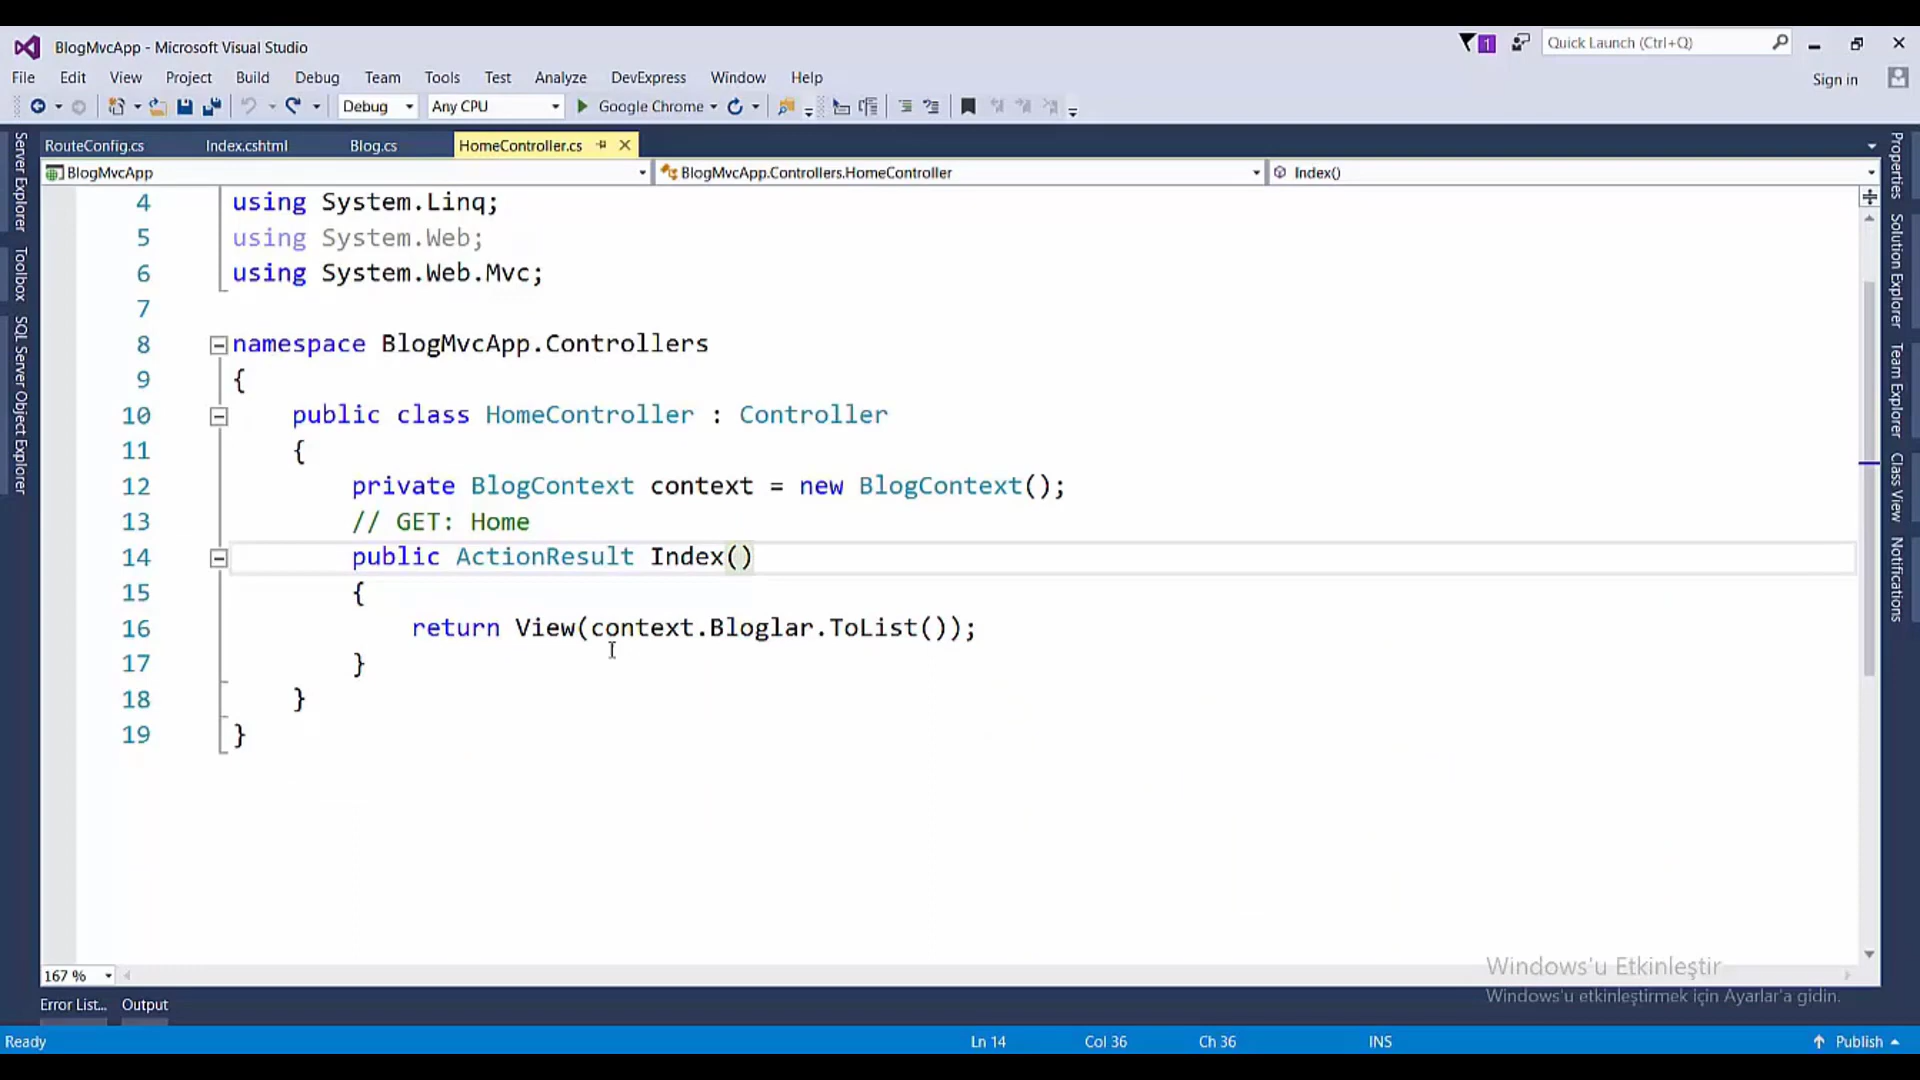 BlogMvcApp - Microsoft Visual Studio
1
Quick Launch (Ctrl+Q)
File Edit View Project Build Debug Team Tools Test Analyze DevExpress Window Help
Sign in
Debug Any CPU Google Chrome
RouteConfig.cs Index.cshtml Blog.cs HomeController.cs
BlogMvcApp BlogMvcApp.Controllers.HomeController Index()
Server Explorer
Toolbox
SQL Server Object Explorer
4 using System.Linq;
5 using System.Web;
6 using System.Web.Mvc;
7
8 namespace BlogMvcApp.Controllers
9 {
10 public class HomeController : Controller
11 {
12 private BlogContext context = new BlogContext();
13 // GET: Home
14 public ActionResult Index()
15 {
16 return View(context.Bloglar.ToList());
17 }
18 }
19 }
Properties
Solution Explorer
Team Explorer
Class View
Notifications
167 %
Windows'u Etkinleştir
Windows'u etkinleştirmek için Ayarlar'a gidin.
Error List... Output
Ready Ln 14 Col 36 Ch 36 INS Publish